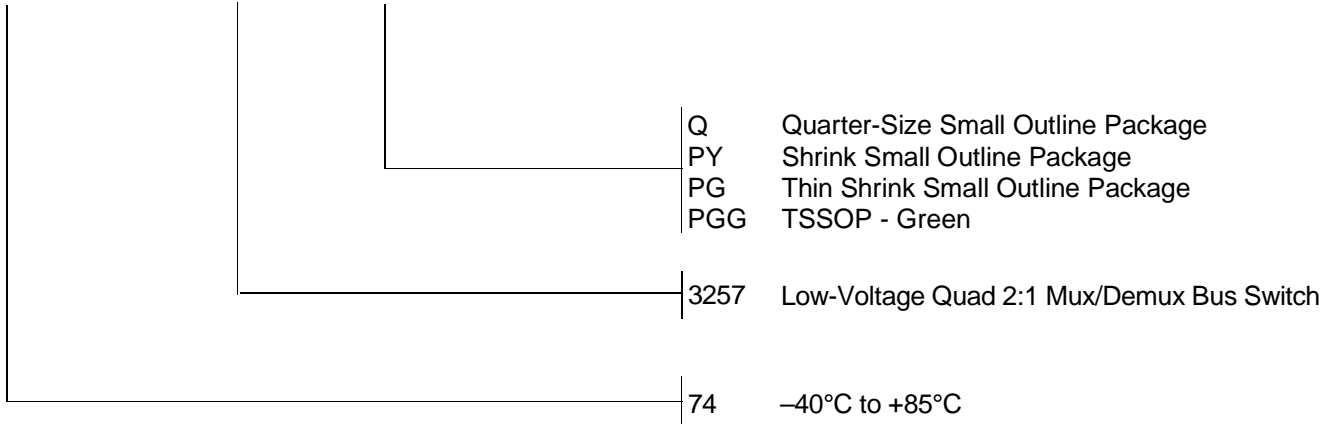 Q Quarter-Size Small Outline Package
PY Shrink Small Outline Package
PG Thin Shrink Small Outline Package
PGG TSSOP - Green
3257 Low-Voltage Quad 2:1 Mux/Demux Bus Switch
74 –40°C to +85°C